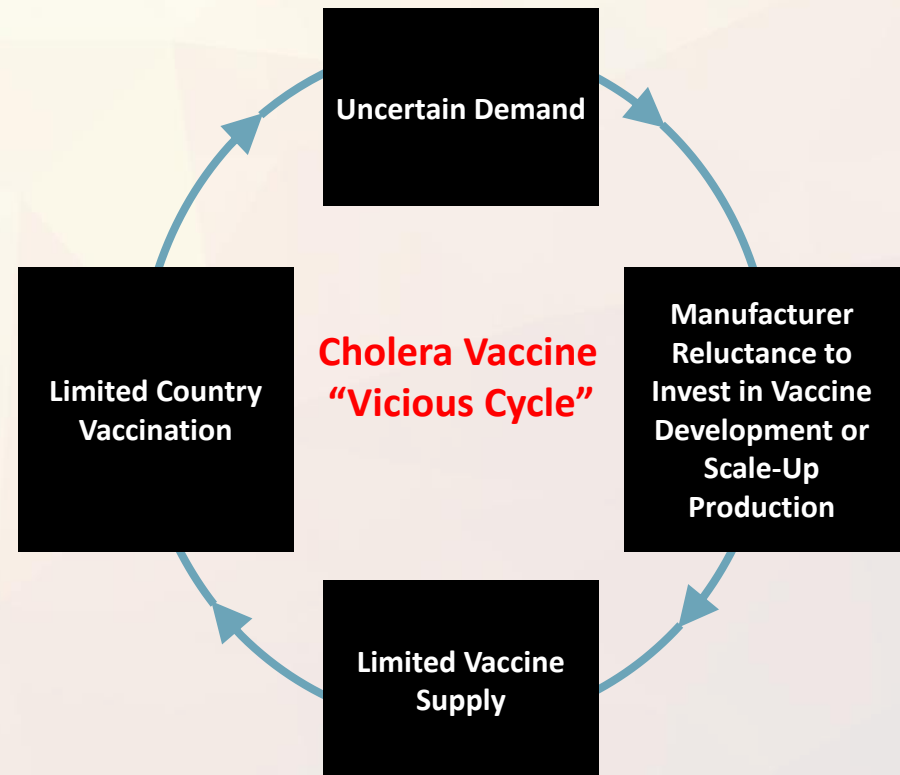 Uncertain Demand
Manufacturer
Reluctance to
Invest in Vaccine
Development or
Scale-Up
Production
Limited Vaccine
Supply
Limited Country
Vaccination
Cholera Vaccine
“Vicious Cycle”